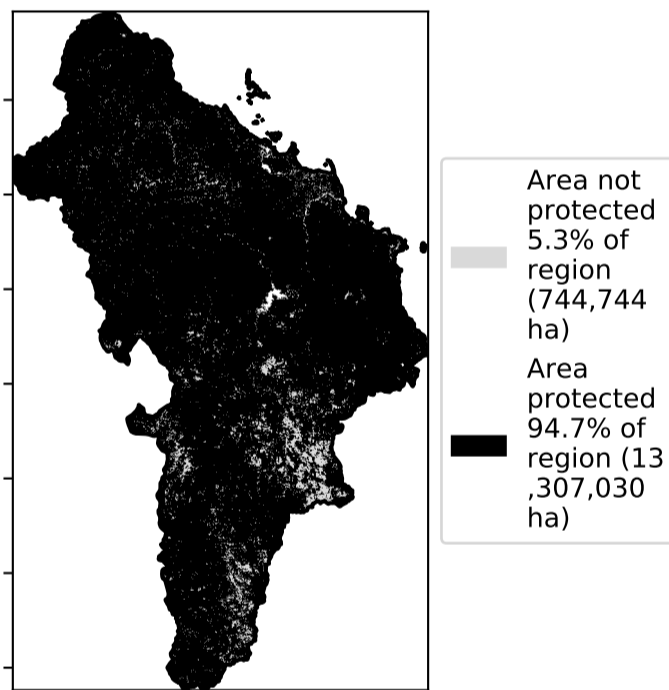 Area not
protected
5.3% of
region
(744,744
ha)
Area
protected
94.7% of
region (13
,307,030
ha)